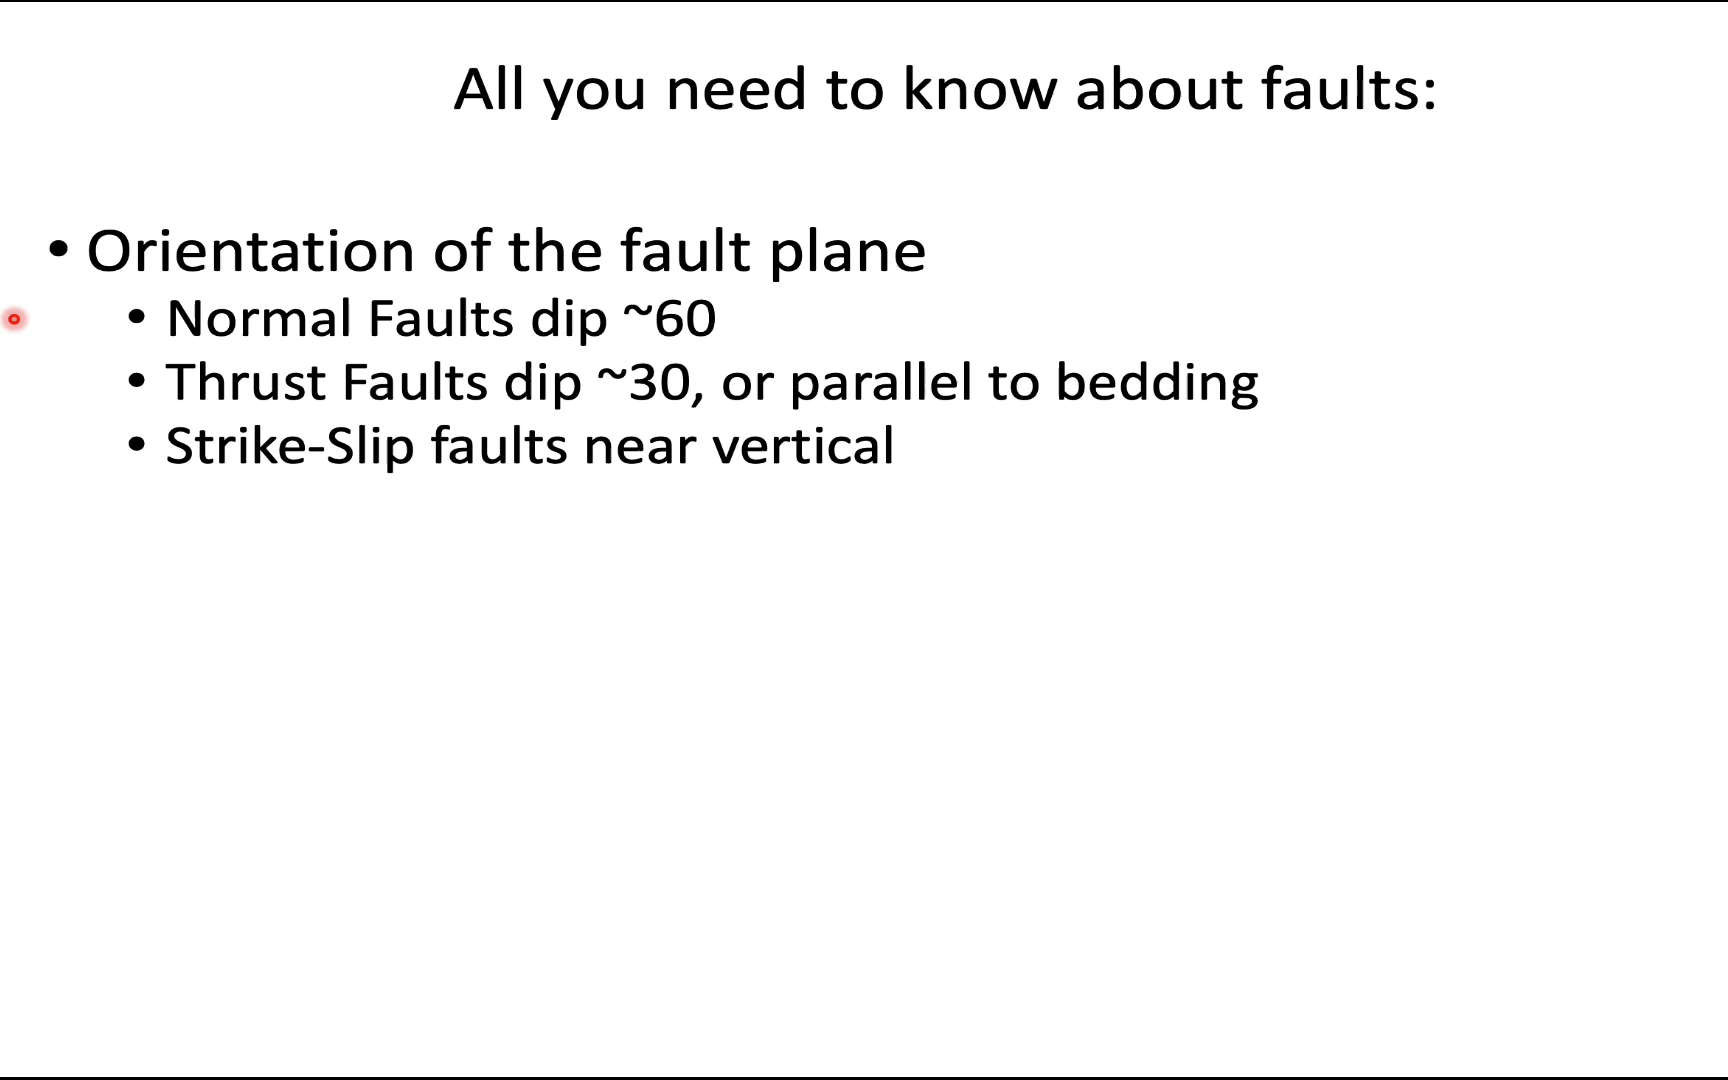 All you need to know about faults:
• Orientation of the fault plane
• Normal Faults dip ~60
• Thrust Faults dip ~30, or parallel to bedding
• Strike-Slip faults near vertical